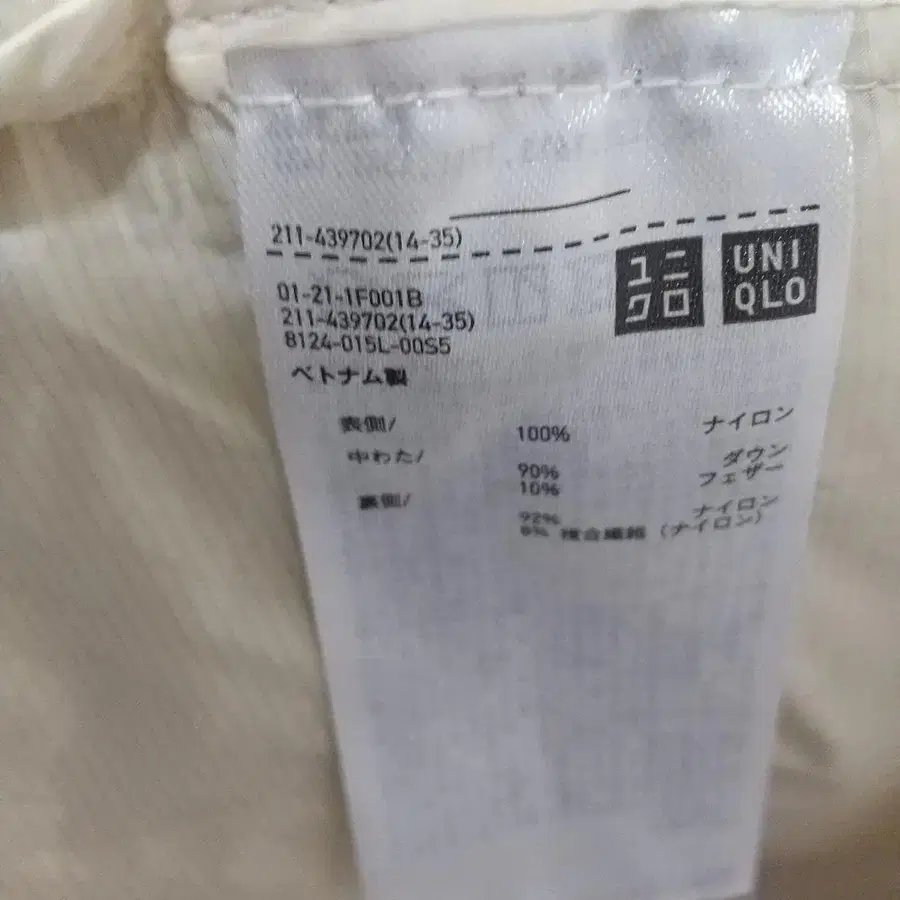 211-439702(14-35)
ユニ
クロ
UNI
QLO
01-21-1F001B
211-439702(14-35)
8124-015L-00S5
ベトナム製
表側/ 100% ナイロン
中わた/ 90% ダウン
10% フェザー
裏側/ 92% ナイロン
8% 複合繊維 (ナイロン)